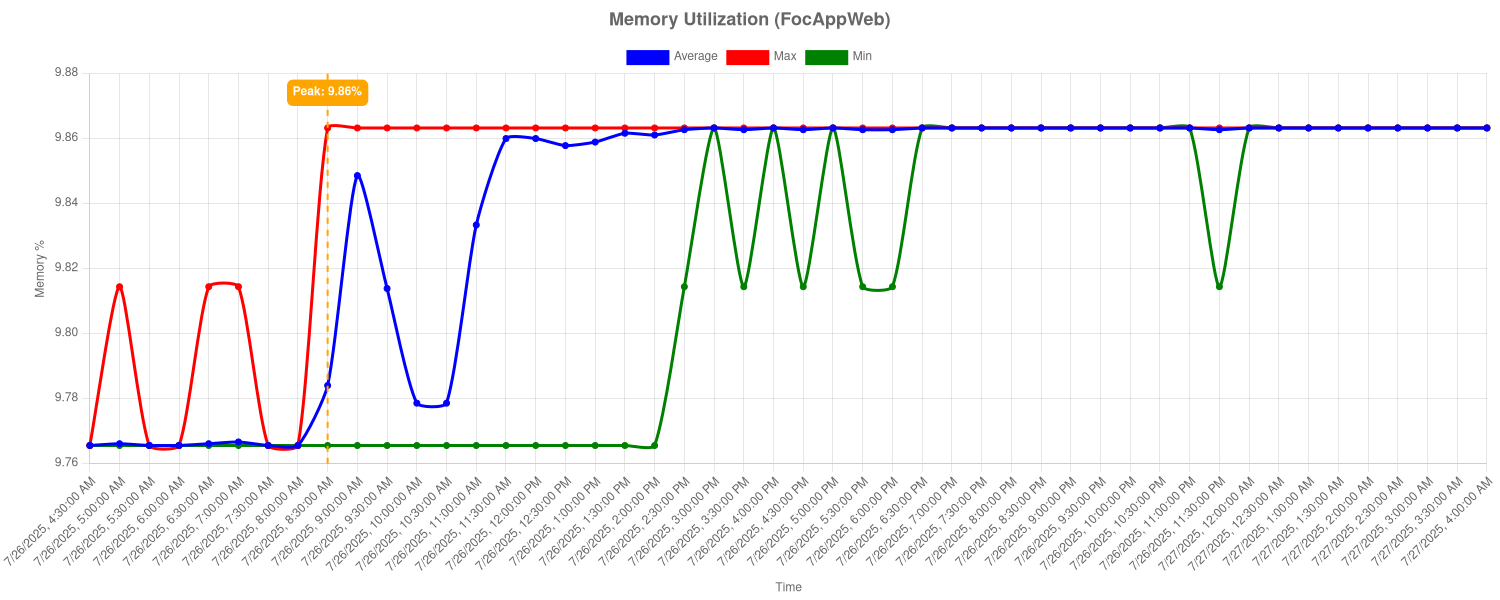 Memory Utilization (FocAppWeb)
Average Max Min
Peak: 9.86%
9.88
9.86
9.84
9.82
9.80
9.78
9.76
Memory %
7/26/2025, 4:30:00 AM
7/26/2025, 5:00:00 AM
7/26/2025, 5:30:00 AM
7/26/2025, 6:00:00 AM
7/26/2025, 6:30:00 AM
7/26/2025, 7:00:00 AM
7/26/2025, 7:30:00 AM
7/26/2025, 8:00:00 AM
7/26/2025, 8:30:00 AM
7/26/2025, 9:00:00 AM
7/26/2025, 9:30:00 AM
7/26/2025, 10:00:00 AM
7/26/2025, 10:30:00 AM
7/26/2025, 11:00:00 AM
7/26/2025, 11:30:00 AM
7/26/2025, 12:00:00 PM
7/26/2025, 12:30:00 PM
7/26/2025, 1:00:00 PM
7/26/2025, 1:30:00 PM
7/26/2025, 2:00:00 PM
7/26/2025, 2:30:00 PM
7/26/2025, 3:00:00 PM
7/26/2025, 3:30:00 PM
7/26/2025, 4:00:00 PM
7/26/2025, 4:30:00 PM
7/26/2025, 5:00:00 PM
7/26/2025, 5:30:00 PM
7/26/2025, 6:00:00 PM
7/26/2025, 6:30:00 PM
7/26/2025, 7:00:00 PM
7/26/2025, 7:30:00 PM
7/26/2025, 8:00:00 PM
7/26/2025, 8:30:00 PM
7/26/2025, 9:00:00 PM
7/26/2025, 9:30:00 PM
7/26/2025, 10:00:00 PM
7/26/2025, 10:30:00 PM
7/26/2025, 11:00:00 PM
7/26/2025, 11:30:00 PM
7/27/2025, 12:00:00 AM
7/27/2025, 12:30:00 AM
7/27/2025, 1:00:00 AM
7/27/2025, 1:30:00 AM
7/27/2025, 2:00:00 AM
7/27/2025, 2:30:00 AM
7/27/2025, 3:00:00 AM
7/27/2025, 3:30:00 AM
7/27/2025, 4:00:00 AM
Time